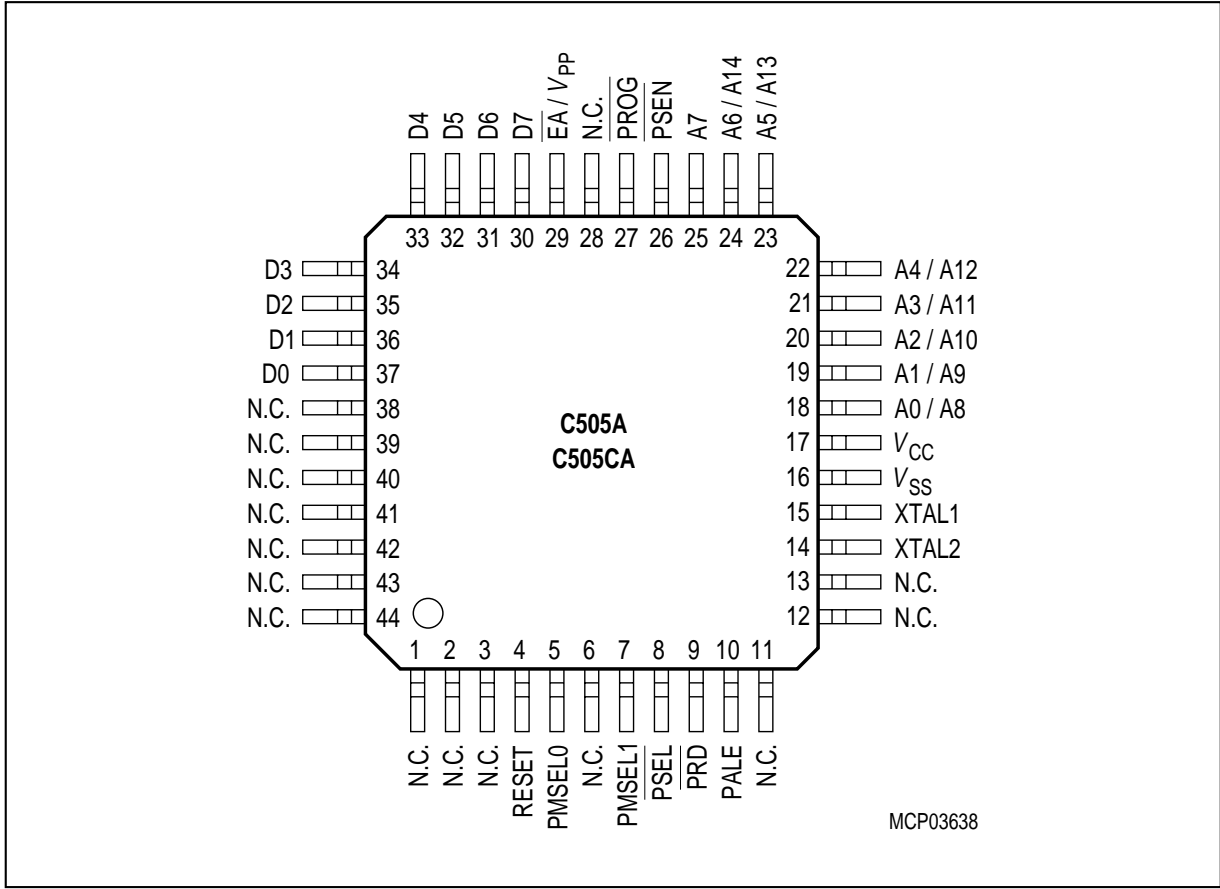 D4
D5
D6
D7
EA / VPP
N.C.
PROG
PSEN
A7
A6 / A14
A5 / A13
33 32 31 30 29 28 27 26 25 24 23
D3 34
D2 35
D1 36
D0 37
N.C. 38
N.C. 39
N.C. 40
N.C. 41
N.C. 42
N.C. 43
N.C. 44
C505A
C505CA
22 A4 / A12
21 A3 / A11
20 A2 / A10
19 A1 / A9
18 A0 / A8
17 VCC
16 VSS
15 XTAL1
14 XTAL2
13 N.C.
12 N.C.
1 2 3 4 5 6 7 8 9 10 11
N.C.
N.C.
N.C.
RESET
PMSEL0
N.C.
PMSEL1
PSEL
PRD
PALE
N.C.
MCP03638